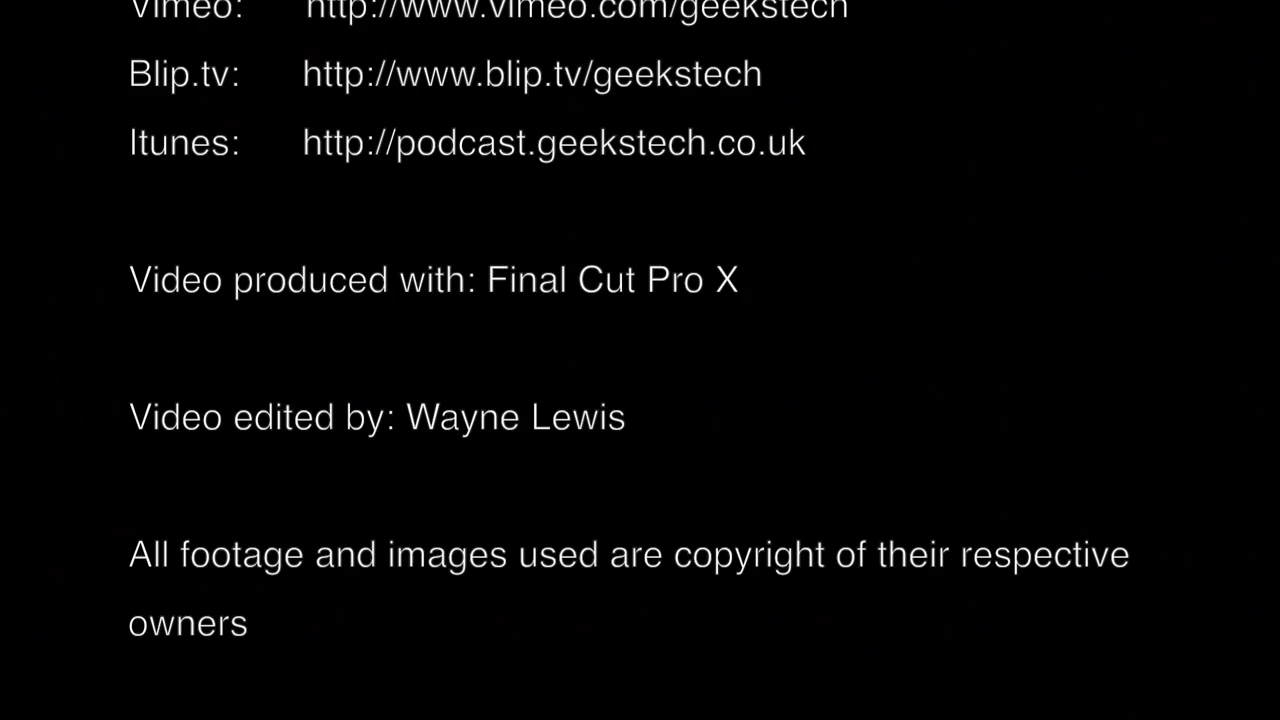 Vimeo: http://www.vimeo.com/geekstech
Blip.tv: http://www.blip.tv/geekstech
Itunes: http://podcast.geekstech.co.uk
Video produced with: Final Cut Pro X
Video edited by: Wayne Lewis
All footage and images used are copyright of their respective
owners